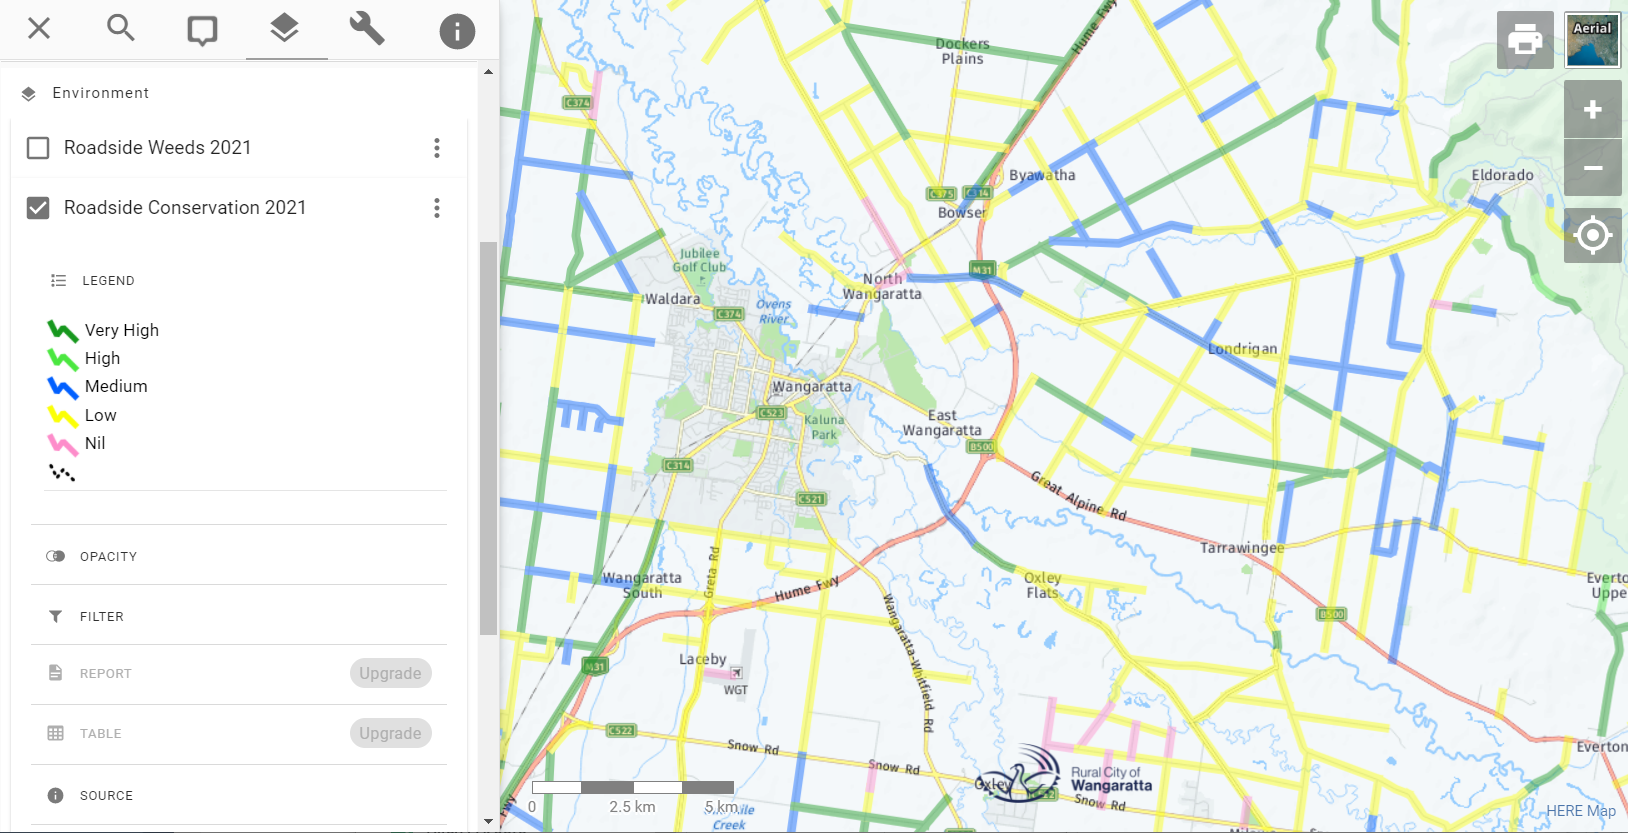 Environment
Roadside Weeds 2021
Roadside Conservation 2021
LEGEND
Very High
High
Medium
Low
Nil
OPACITY
FILTER
REPORT
Upgrade
TABLE
Upgrade
SOURCE
Aerial
Dockers
Plains
Hume Fwy
C374
Byawatha
C375
C314
Bowser
Eldorado
Jubilee
Golf Club
North
Wangaratta
M31
Waldara
Ovens
River
C374
Londrigan
Wangaratta
C523
Kaluna
Park
East
Wangaratta
B500
C314
C521
Great Alpine Rd
Tarrawingee
Greta Rd
Wangaratta
South
Hume Fwy
Oxley
Flats
Everto
Uppe
B500
Wangaratta-Whitfield Rd
M31
Laceby
WGT
C522
Snow Rd
Snow Rd
Oxley
Snow Rd
Everton
Rural City of
Wangaratta
0
2.5 km
5 km
ile
Creek
Fwy
HERE Map